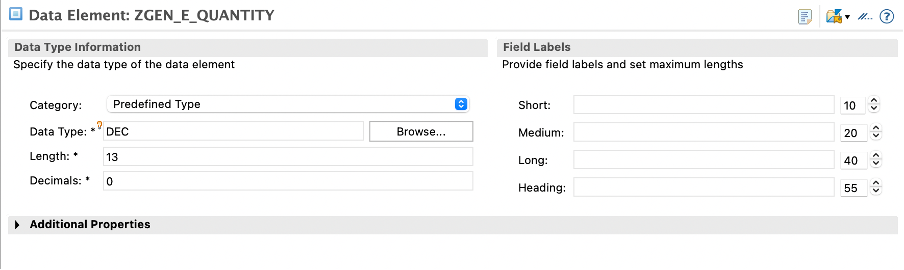 Data Element: ZGEN_E_QUANTITY
Data Type Information
Specify the data type of the data element
Category: Predefined Type
Data Type: * DEC Browse...
Length: * 13
Decimals: * 0
Field Labels
Provide field labels and set maximum lengths
Short: 10
Medium: 20
Long: 40
Heading: 55
Additional Properties